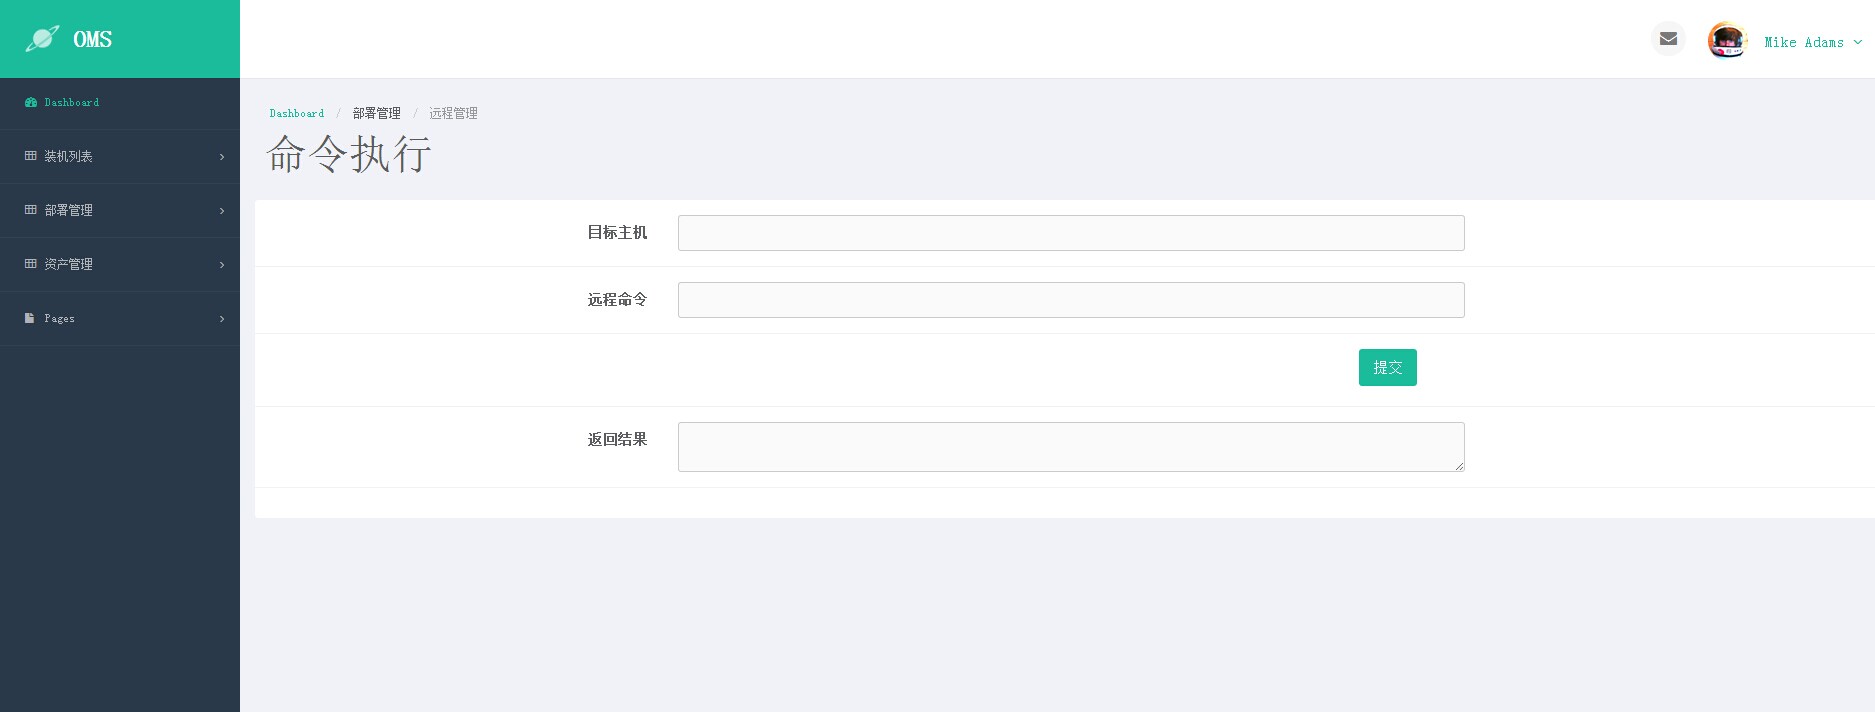 OMS
Mike Adams
Dashboard
装机列表
部署管理
资产管理
Pages
Dashboard / 部署管理 / 远程管理
命令执行
目标主机
远程命令
提交
返回结果